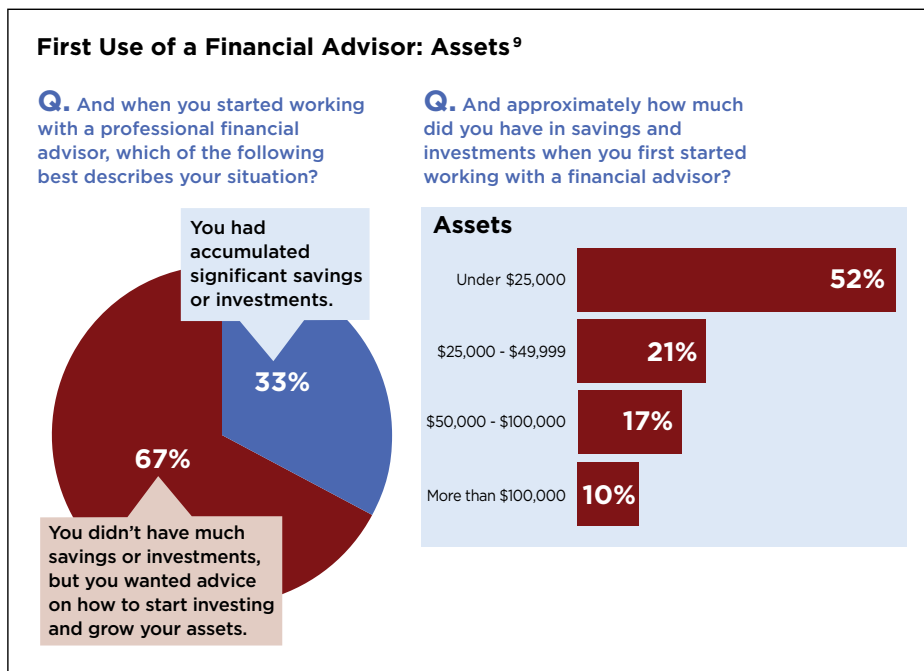 First Use of a Financial Advisor: Assets⁹
Q. And when you started working
with a professional financial
advisor, which of the following
best describes your situation?
You had
accumulated
significant savings
or investments.
33%
67%
You didn’t have much
savings or investments,
but you wanted advice
on how to start investing
and grow your assets.
Q. And approximately how much
did you have in savings and
investments when you first started
working with a financial advisor?
Assets
Under $25,000 52%
$25,000 - $49,999 21%
$50,000 - $100,000 17%
More than $100,000 10%